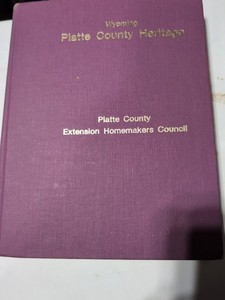 Wyoming
Platte County Heritage
Platte County
Extension Homemakers Council